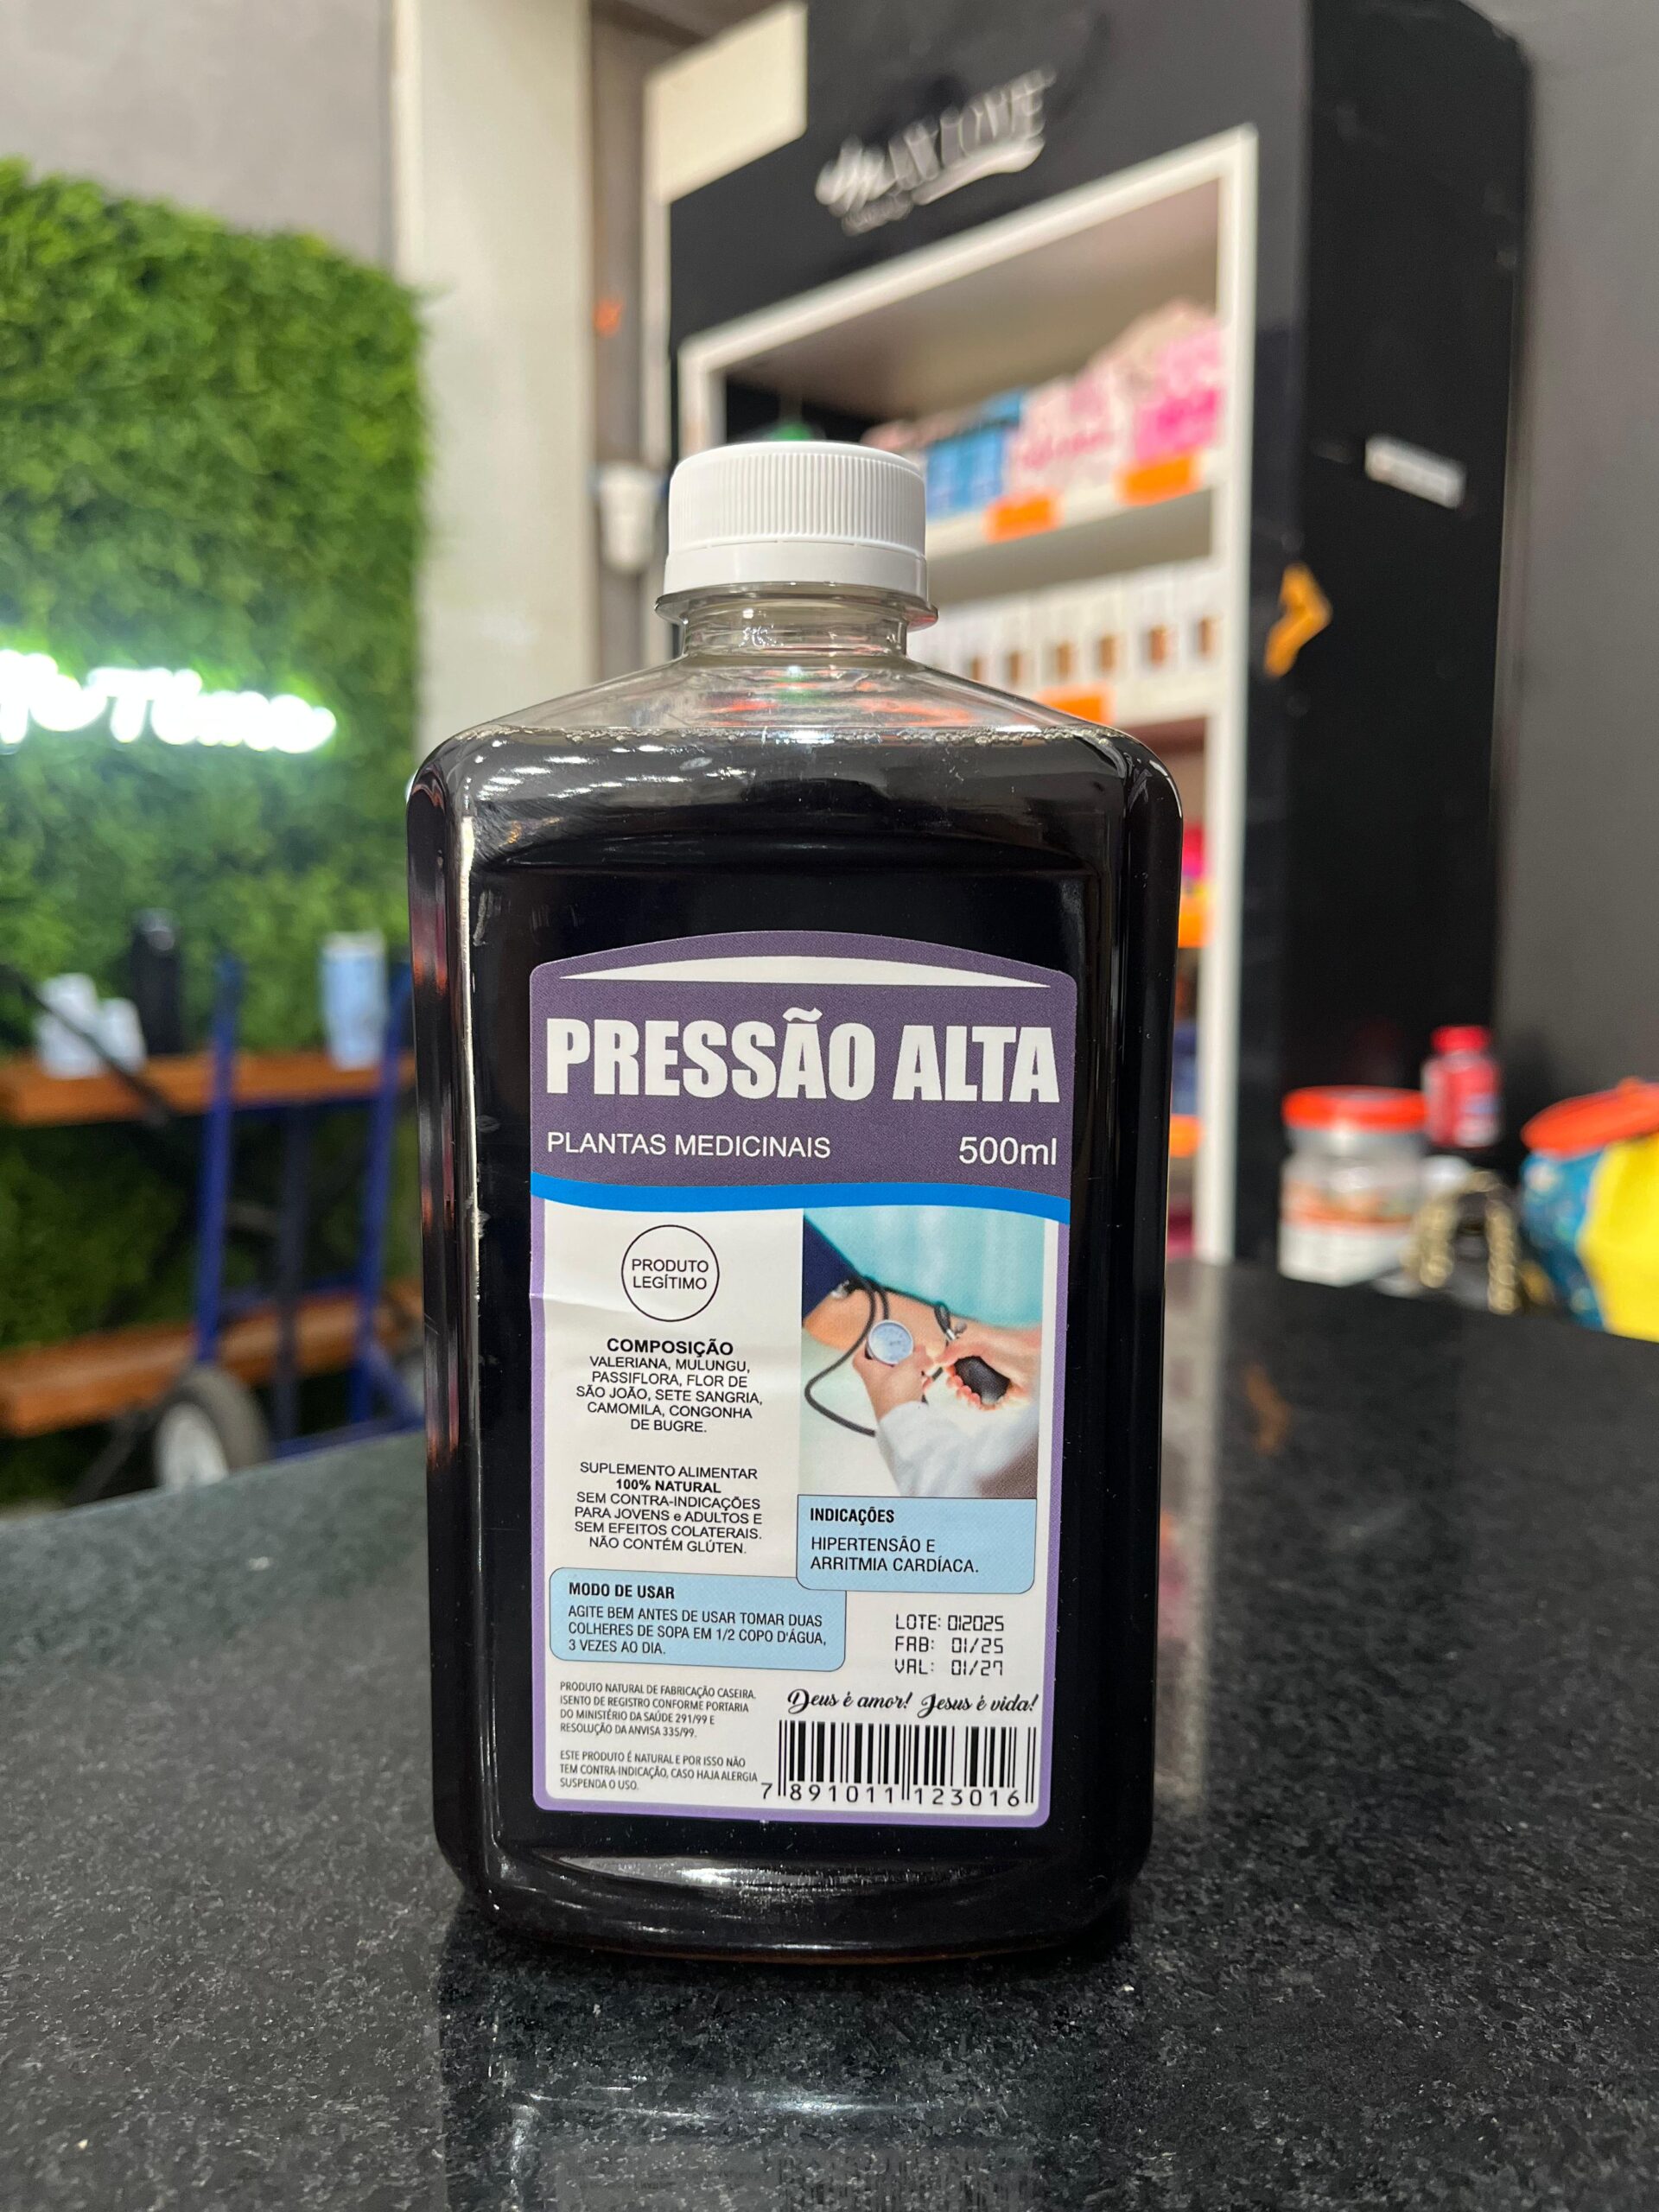 PRESSÃO ALTA
PLANTAS MEDICINAIS
500ml
PRODUTO
LEGÍTIMO
COMPOSIÇÃO
VALERIANA, MULUNGU,
PASSIFLORA, FLOR DE
SÃO JOÃO, SETE SANGRIA,
CAMOMILA, CONGONHA
DE BUGRE.
SUPLEMENTO ALIMENTAR
100% NATURAL
SEM CONTRA-INDICAÇÕES
PARA JOVENS e ADULTOS E
SEM EFEITOS COLATERAIS.
NÃO CONTÉM GLÚTEN.
INDICAÇÕES
HIPERTENSÃO E
ARRITMIA CARDÍACA.
MODO DE USAR
AGITE BEM ANTES DE USAR TOMAR DUAS
COLHERES DE SOPA EM 1/2 COPO D'ÁGUA,
3 VEZES AO DIA.
LOTE: 012025
FAB: 01/25
VAL: 01/27
PRODUTO NATURAL DE FABRICAÇÃO CASEIRA.
ISENTO DE REGISTRO CONFORME PORTARIA
DO MINISTÉRIO DA SAÚDE 291/99 E
RESOLUÇÃO DA ANVISA 335/99.
ESTE PRODUTO É NATURAL E POR ISSO NÃO
TEM CONTRA-INDICAÇÃO, CASO HAJA ALERGIA
SUSPENDA O USO.
Deus é amor! Jesus é vida!
7 891011 123016